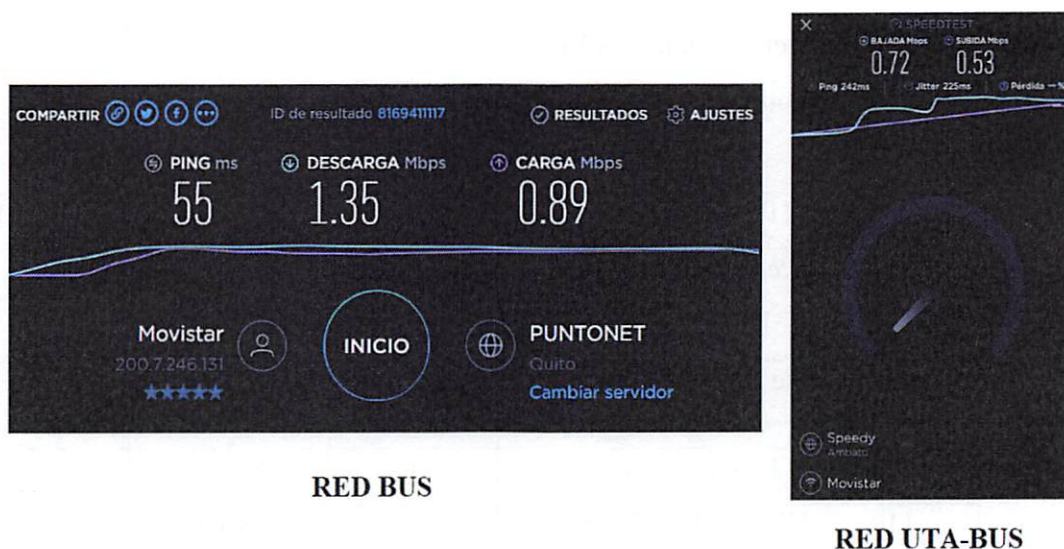 COMPARTIR ID de resultado 8169411117 RESULTADOS AJUSTES
PING ms DESCARGA Mbps CARGA Mbps
55 1.35 0.89
Movistar
200.7.246.131
INICIO
PUNTONET
Quito
Cambiar servidor
RED BUS
SPEEDTEST
BAJADA Mbps SUBIDA Mbps
0.72 0.53
Ping 242ms Jitter 225ms Pérdida —%
Speedy
Ambato
Movistar
RED UTA-BUS